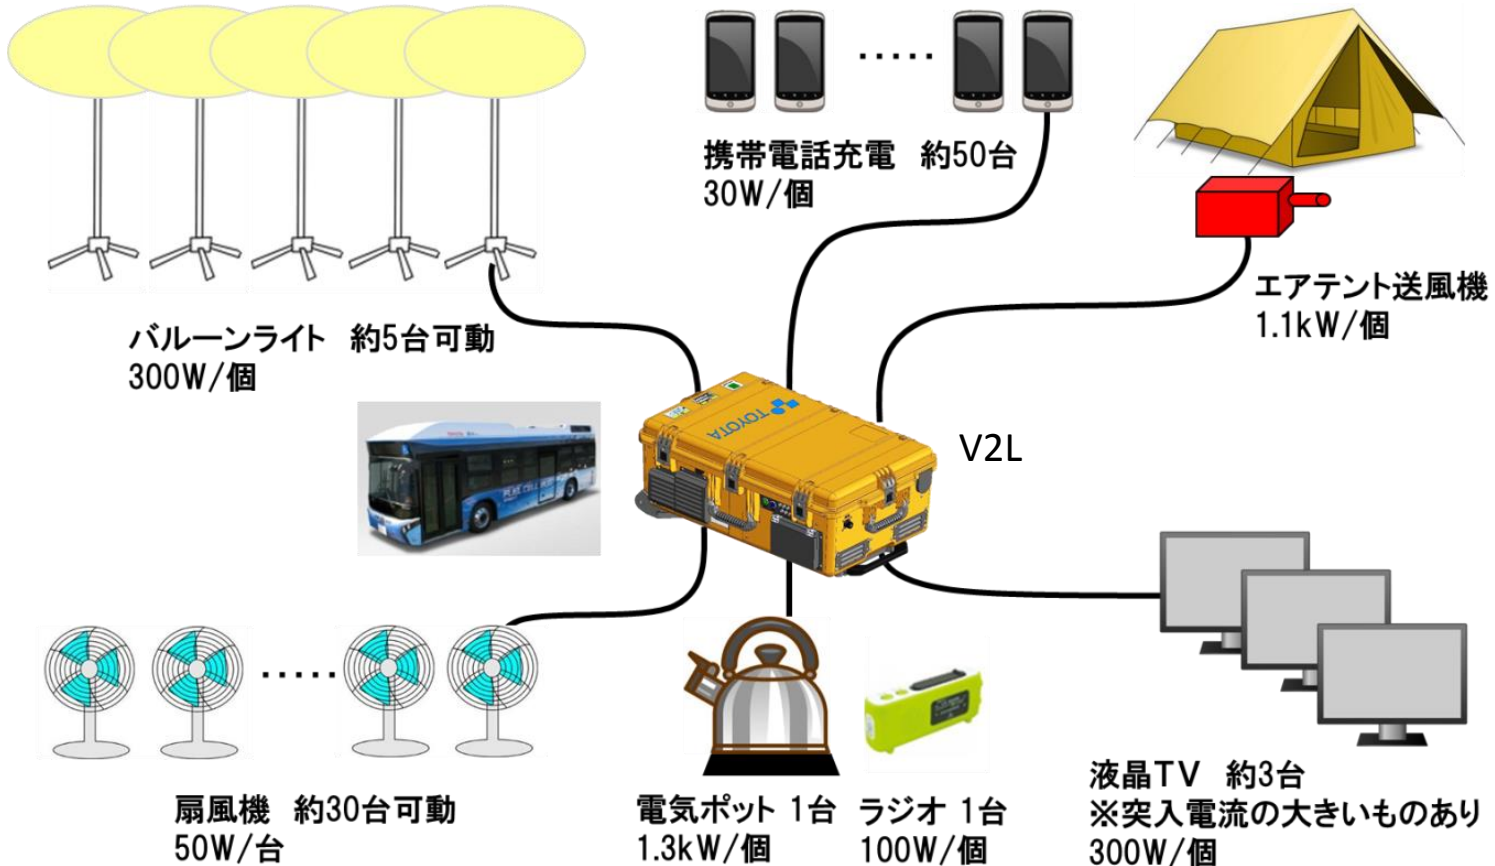 携帯電話充電　約50台
30W/個
エアテント送風機
1.1kW/個
バルーンライト　約5台可動
300W/個
TOYOTA
V2L
扇風機　約30台可動
50W/台
電気ポット 1台
1.3kW/個
ラジオ 1台
100W/個
液晶TV　約3台
※突入電流の大きいものあり
300W/個